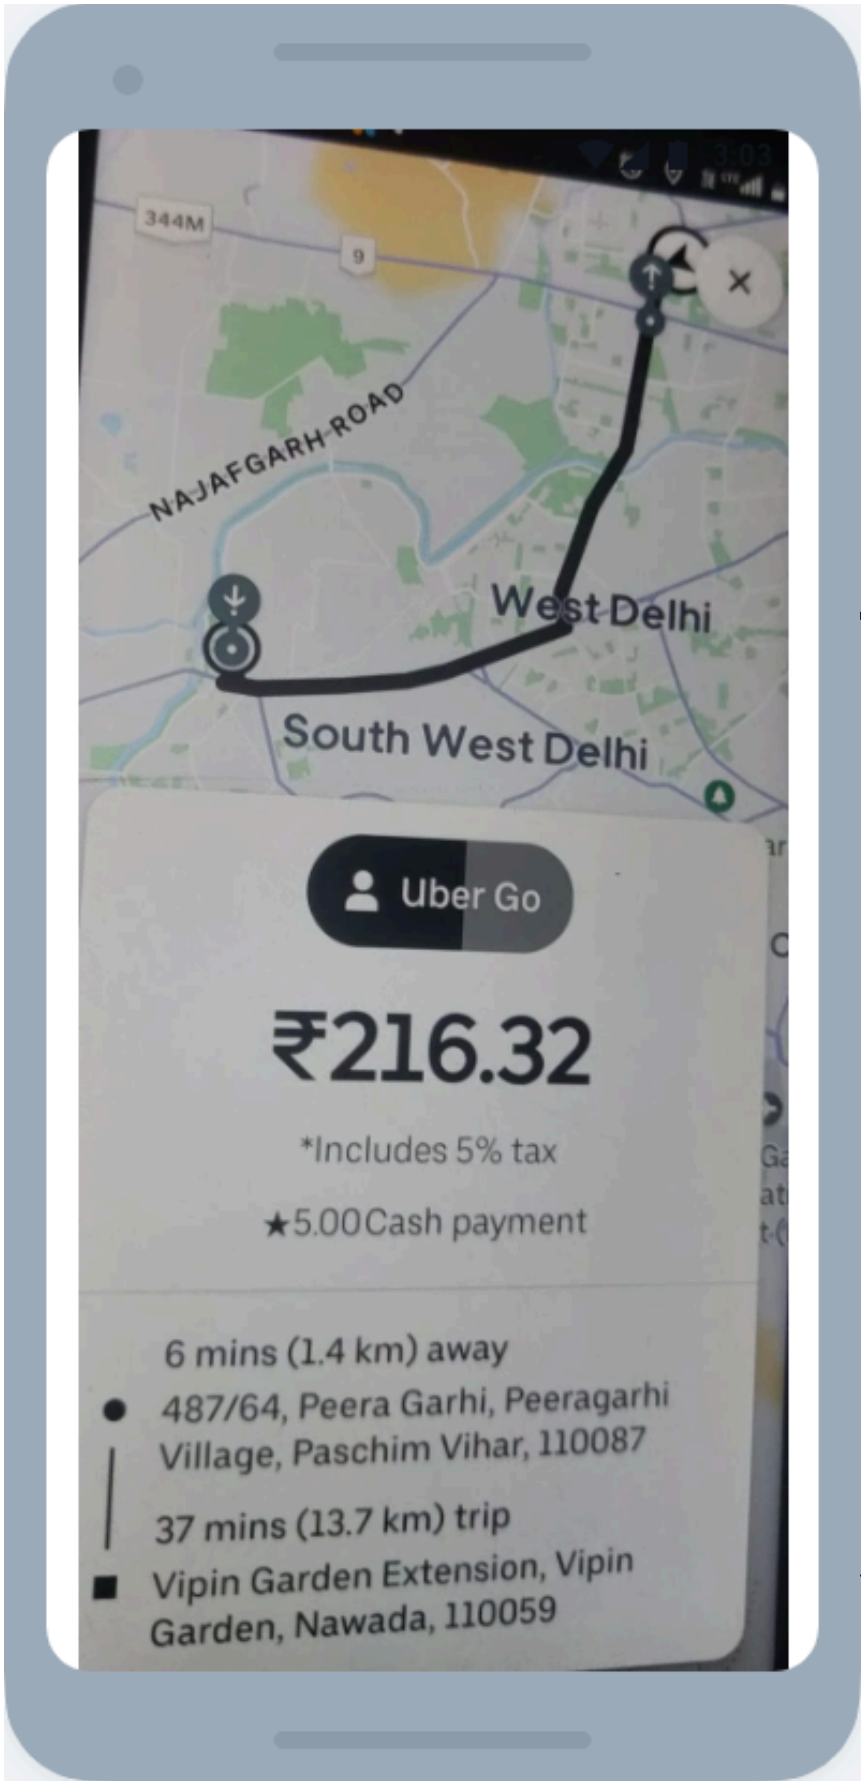 3:03
344M
9
NAJAFGARH ROAD
West Delhi
South West Delhi
Uber Go
₹216.32
*Includes 5% tax
★5.00 Cash payment
6 mins (1.4 km) away
487/64, Peera Garhi, Peeragarhi
Village, Paschim Vihar, 110087
37 mins (13.7 km) trip
Vipin Garden Extension, Vipin
Garden, Nawada, 110059